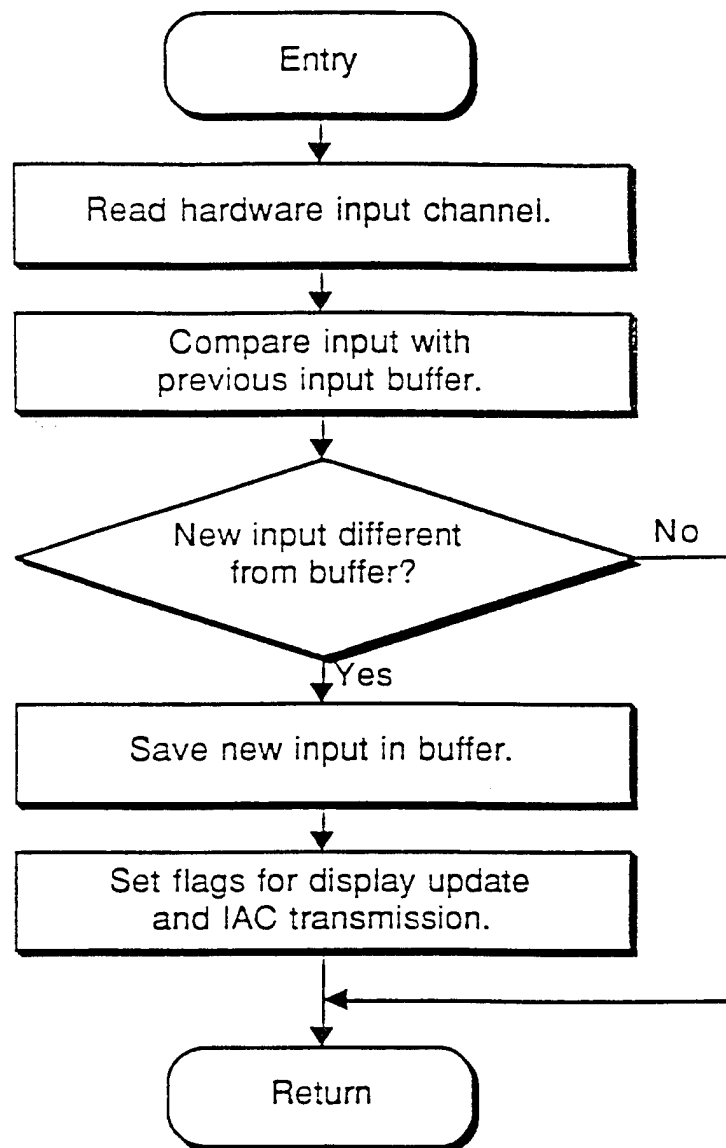 Entry
Read hardware input channel.
Compare input with
previous input buffer.
New input different
from buffer?
No
Yes
Save new input in buffer.
Set flags for display update
and IAC transmission.
Return